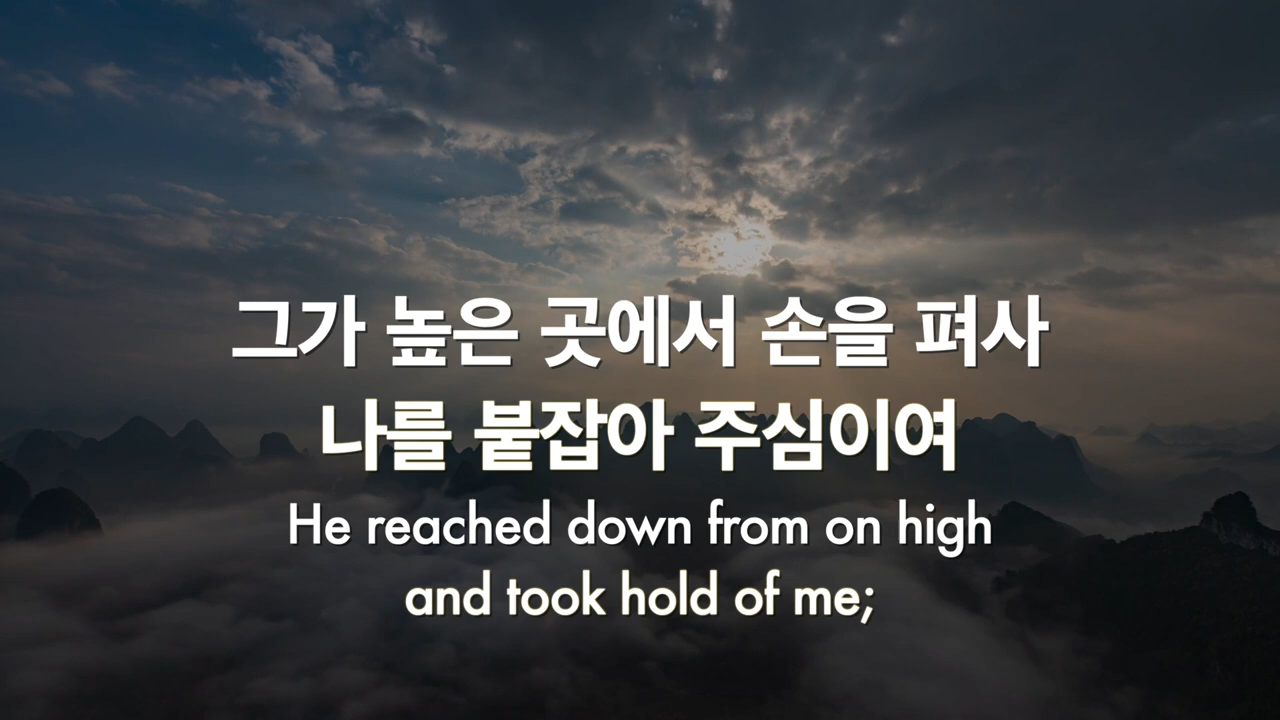 그가 높은 곳에서 손을 펴사
나를 붙잡아 주심이여
He reached down from on high
and took hold of me;